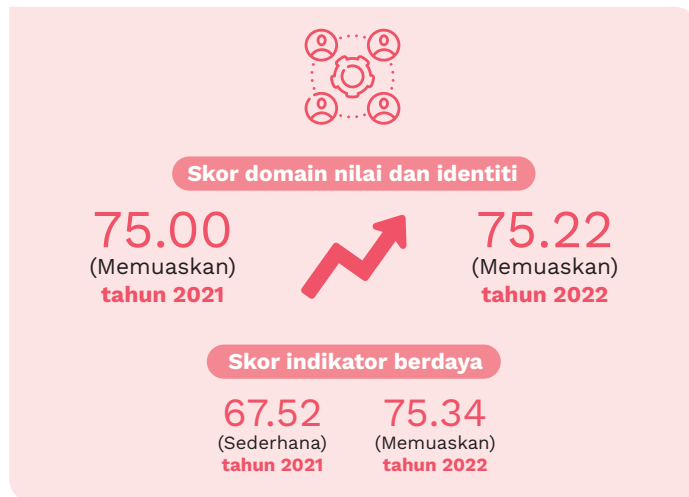 Skor domain nilai dan identiti
75.00
(Memuaskan)
tahun 2021
75.22
(Memuaskan)
tahun 2022
Skor indikator berdaya
67.52
(Sederhana)
tahun 2021
75.34
(Memuaskan)
tahun 2022